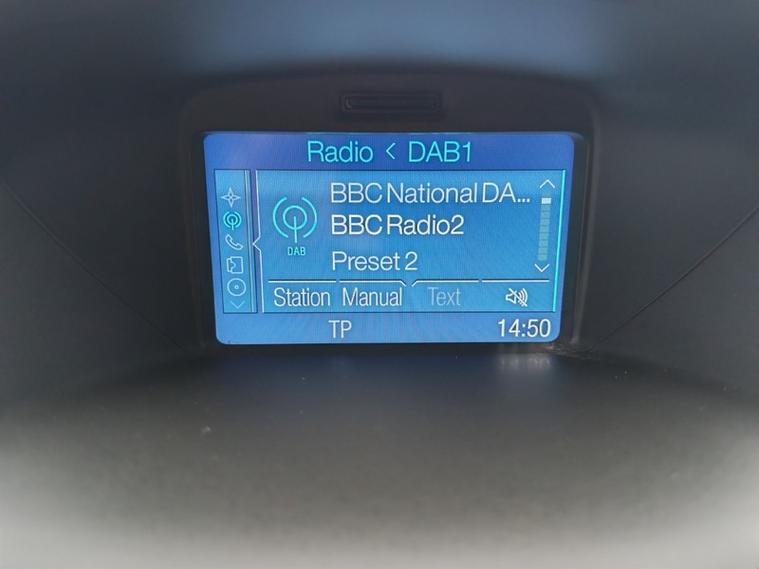 Radio < DAB1
BBC National DA...
BBC Radio2
DAB
Preset 2
Station Manual Text
TP 14:50